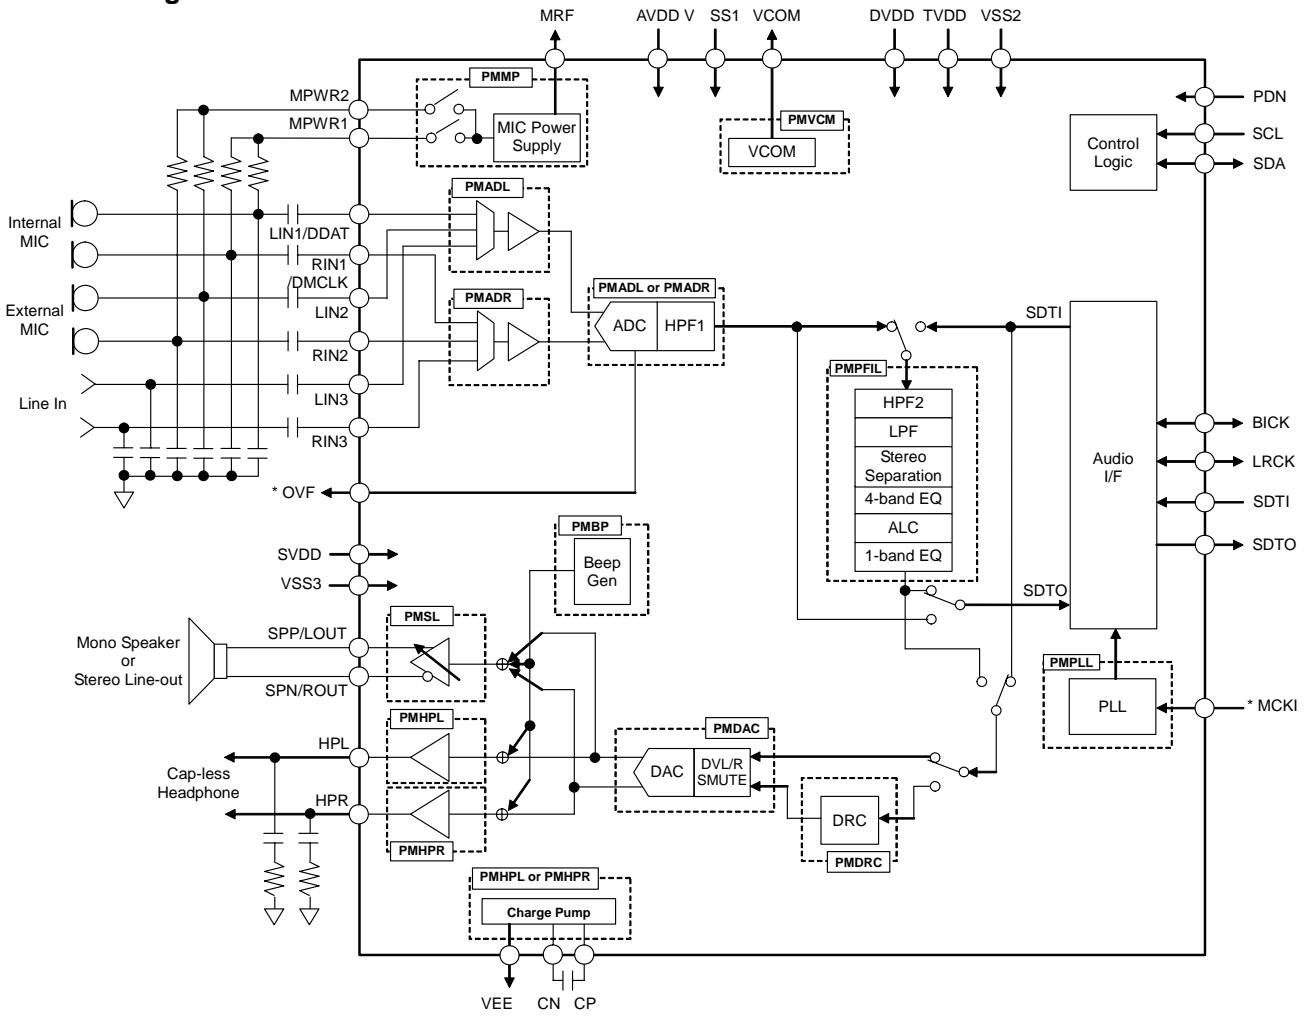 MRF
AVDD V
SS1
VCOM
DVDD
TVDD
VSS2
PMMP
MPWR2
MPWR1
MIC Power
Supply
PMVCM
VCOM
Control
Logic
PDN
SCL
SDA
PMADL
Internal
MIC
LIN1/DDAT
RIN1
/DMCLK
LIN2
External
MIC
RIN2
PMADR
PMADL or PMADR
ADC
HPF1
SDTI
Line In
LIN3
RIN3
PMPFIL
HPF2
LPF
Stereo
Separation
4-band EQ
ALC
1-band EQ
Audio
I/F
BICK
LRCK
SDTI
SDTO
* OVF
SVDD
VSS3
PMBP
Beep
Gen
SDTO
PMSL
SPP/LOUT
Mono Speaker
or
Stereo Line-out
SPN/ROUT
PMPLL
PLL
* MCKI
PMHPL
HPL
Cap-less
Headphone
HPR
PMHPR
PMDAC
DAC
DVL/R
SMUTE
DRC
PMDRC
PMHPL or PMHPR
Charge Pump
VEE
CN
CP